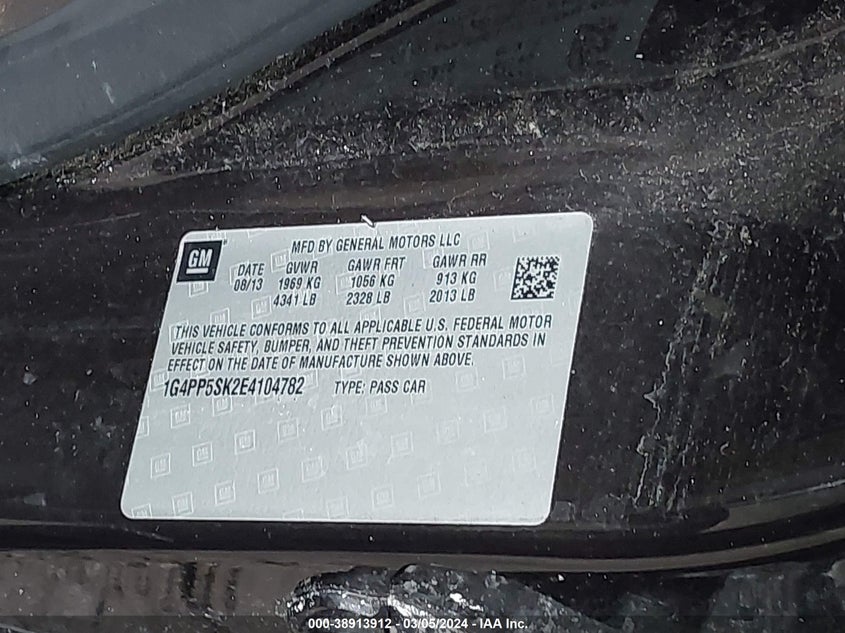 GM
MFD BY GENERAL MOTORS LLC
DATE GVWR GAWR FRT GAWR RR
08/13 1969 KG 1056 KG 913 KG
4341 LB 2328 LB 2013 LB
THIS VEHICLE CONFORMS TO ALL APPLICABLE U.S. FEDERAL MOTOR
VEHICLE SAFETY, BUMPER, AND THEFT PREVENTION STANDARDS IN
EFFECT ON THE DATE OF MANUFACTURE SHOWN ABOVE.
1G4PP5SK2E4104782 TYPE: PASS CAR
000-38913912 - 03/05/2024 - IAA Inc.